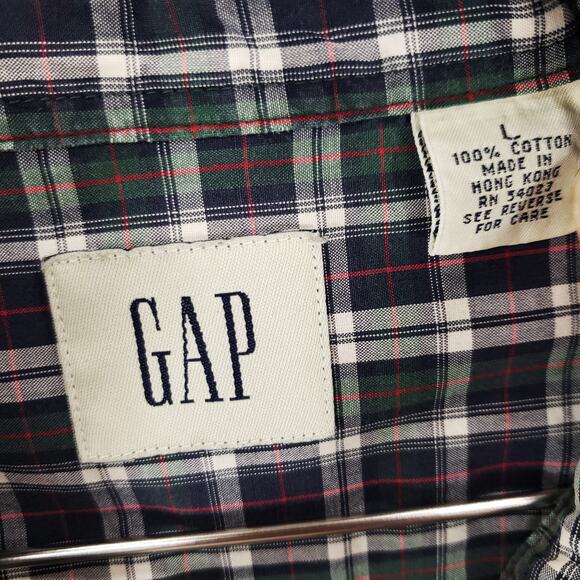 GAP
L
100% COTTON
MADE IN
HONG KONG
RN 54023
SEE REVERSE
FOR CARE